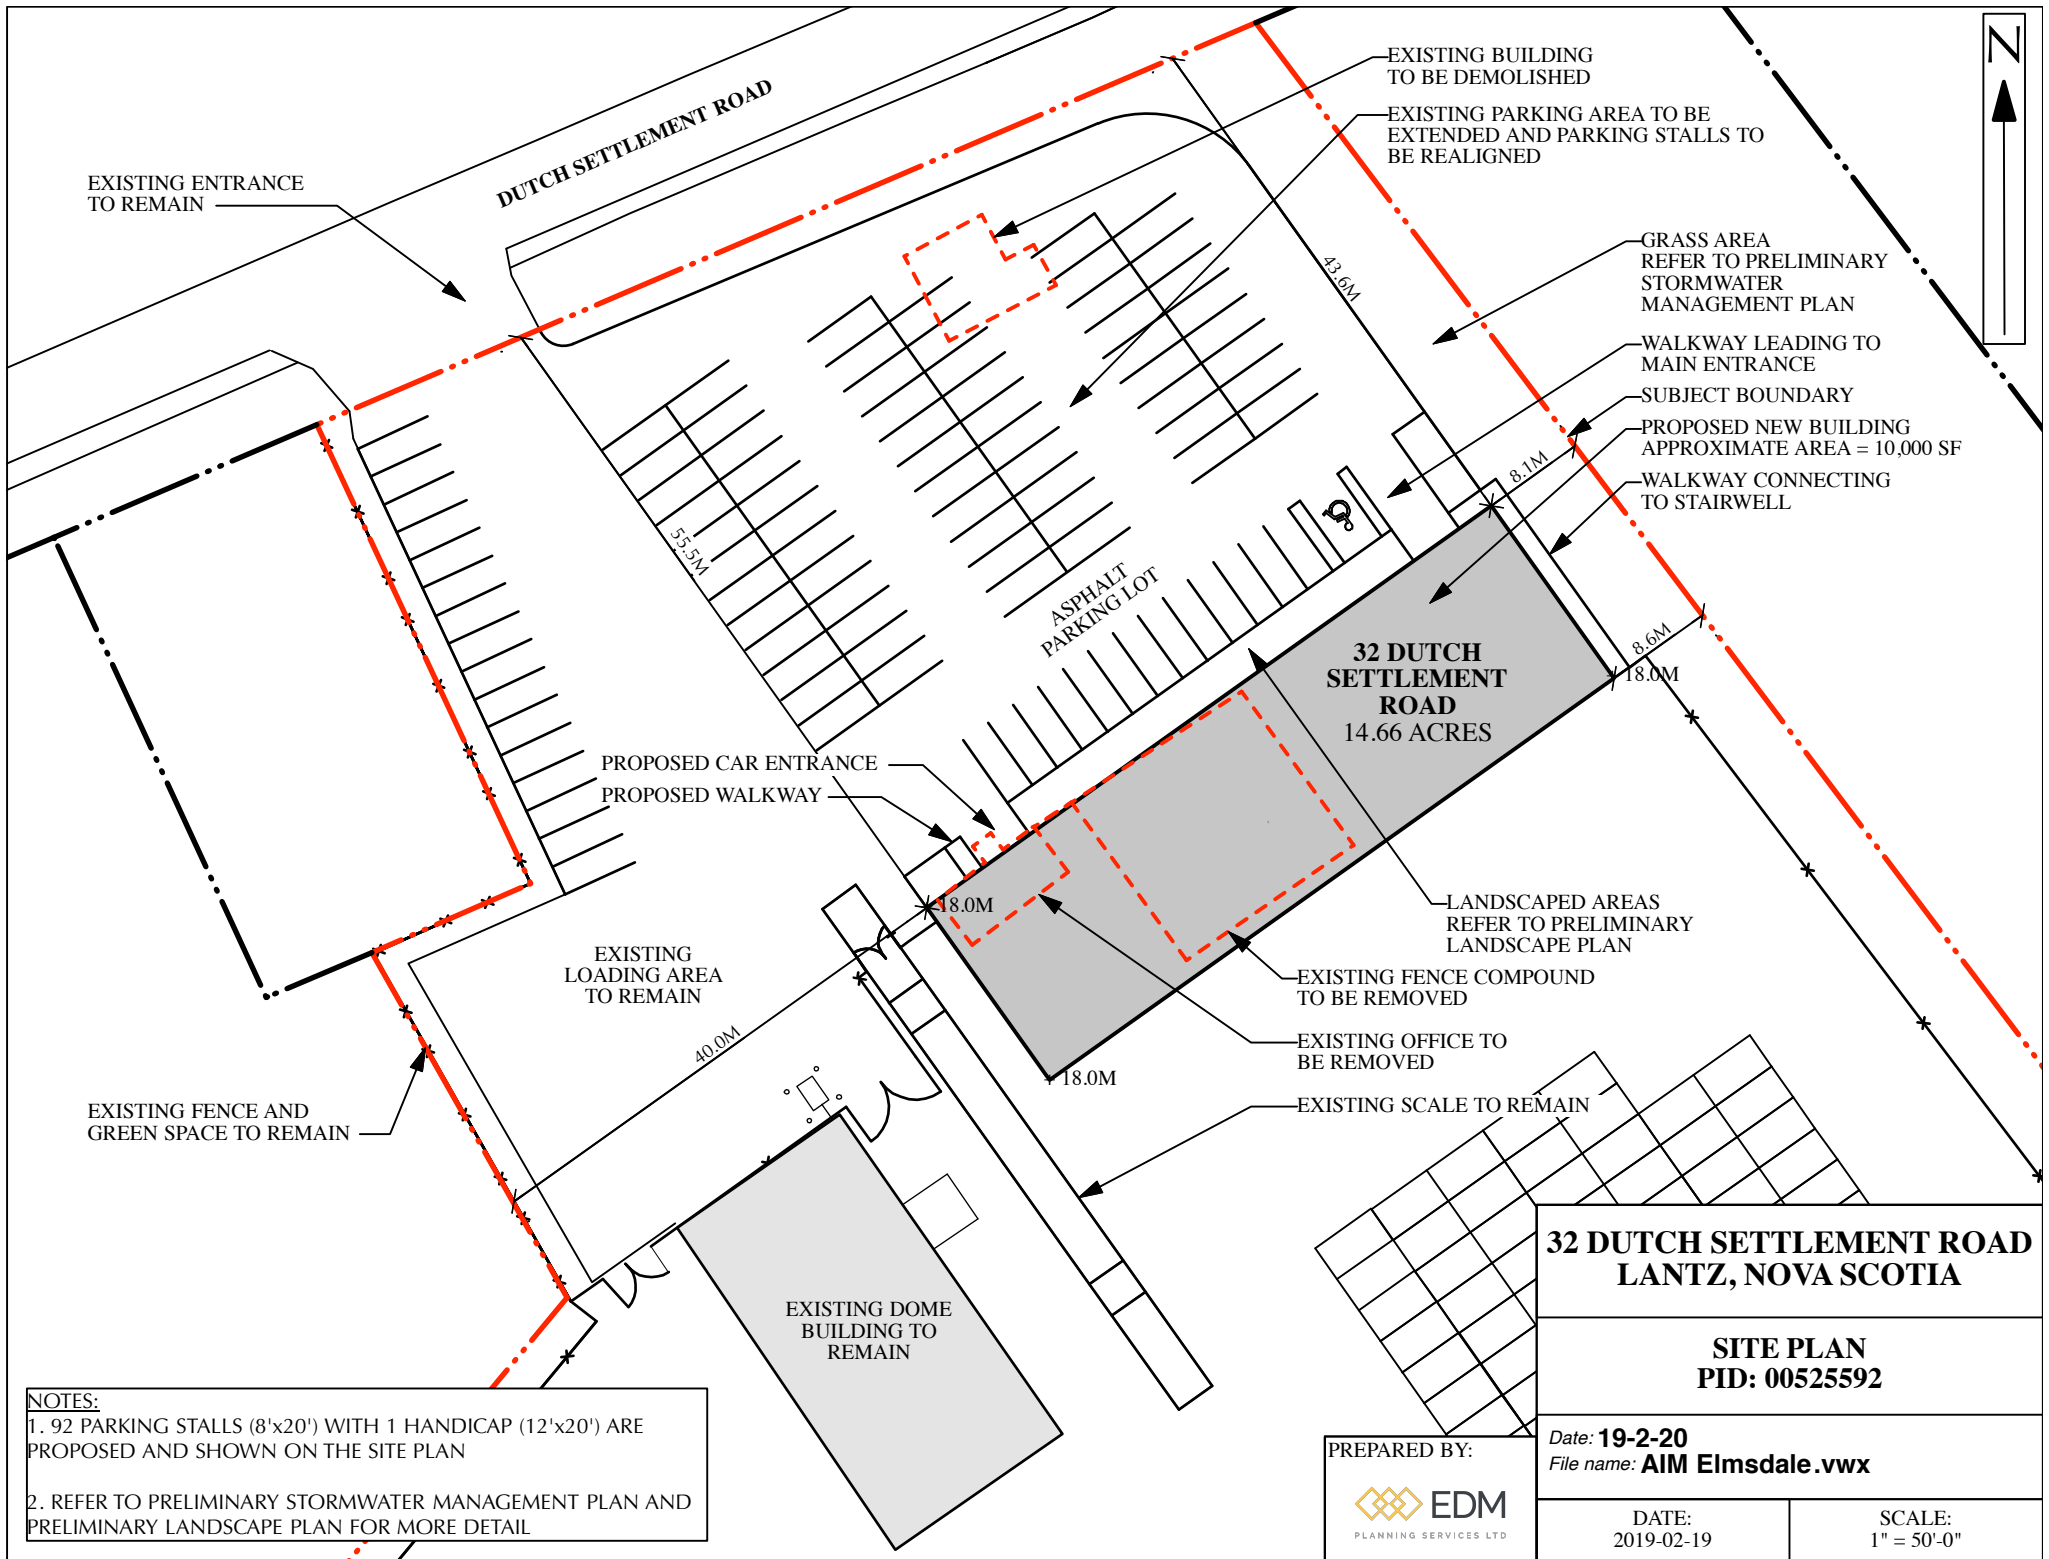 N
EXISTING BUILDING
TO BE DEMOLISHED
EXISTING PARKING AREA TO BE
EXTENDED AND PARKING STALLS TO
BE REALIGNED
DUTCH SETTLEMENT ROAD
EXISTING ENTRANCE
TO REMAIN
GRASS AREA
REFER TO PRELIMINARY
STORMWATER
MANAGEMENT PLAN
43.6M
WALKWAY LEADING TO
MAIN ENTRANCE
SUBJECT BOUNDARY
PROPOSED NEW BUILDING
APPROXIMATE AREA = 10,000 SF
8.1M
WALKWAY CONNECTING
TO STAIRWELL
55.5M
ASPHALT
PARKING LOT
8.6M
18.0M
32 DUTCH
SETTLEMENT
ROAD
14.66 ACRES
PROPOSED CAR ENTRANCE
PROPOSED WALKWAY
18.0M
LANDSCAPED AREAS
REFER TO PRELIMINARY
LANDSCAPE PLAN
EXISTING
LOADING AREA
TO REMAIN
EXISTING FENCE COMPOUND
TO BE REMOVED
40.0M
EXISTING OFFICE TO
BE REMOVED
18.0M
EXISTING SCALE TO REMAIN
EXISTING FENCE AND
GREEN SPACE TO REMAIN
EXISTING DOME
BUILDING TO
REMAIN
NOTES:
1. 92 PARKING STALLS (8'x20') WITH 1 HANDICAP (12'x20') ARE
PROPOSED AND SHOWN ON THE SITE PLAN
2. REFER TO PRELIMINARY STORMWATER MANAGEMENT PLAN AND
PRELIMINARY LANDSCAPE PLAN FOR MORE DETAIL
PREPARED BY:
EDM
PLANNING SERVICES LTD
32 DUTCH SETTLEMENT ROAD
LANTZ, NOVA SCOTIA
SITE PLAN
PID: 00525592
Date: 19-2-20
File name: AIM Elmsdale.vwx
DATE:
2019-02-19
SCALE:
1" = 50'-0"